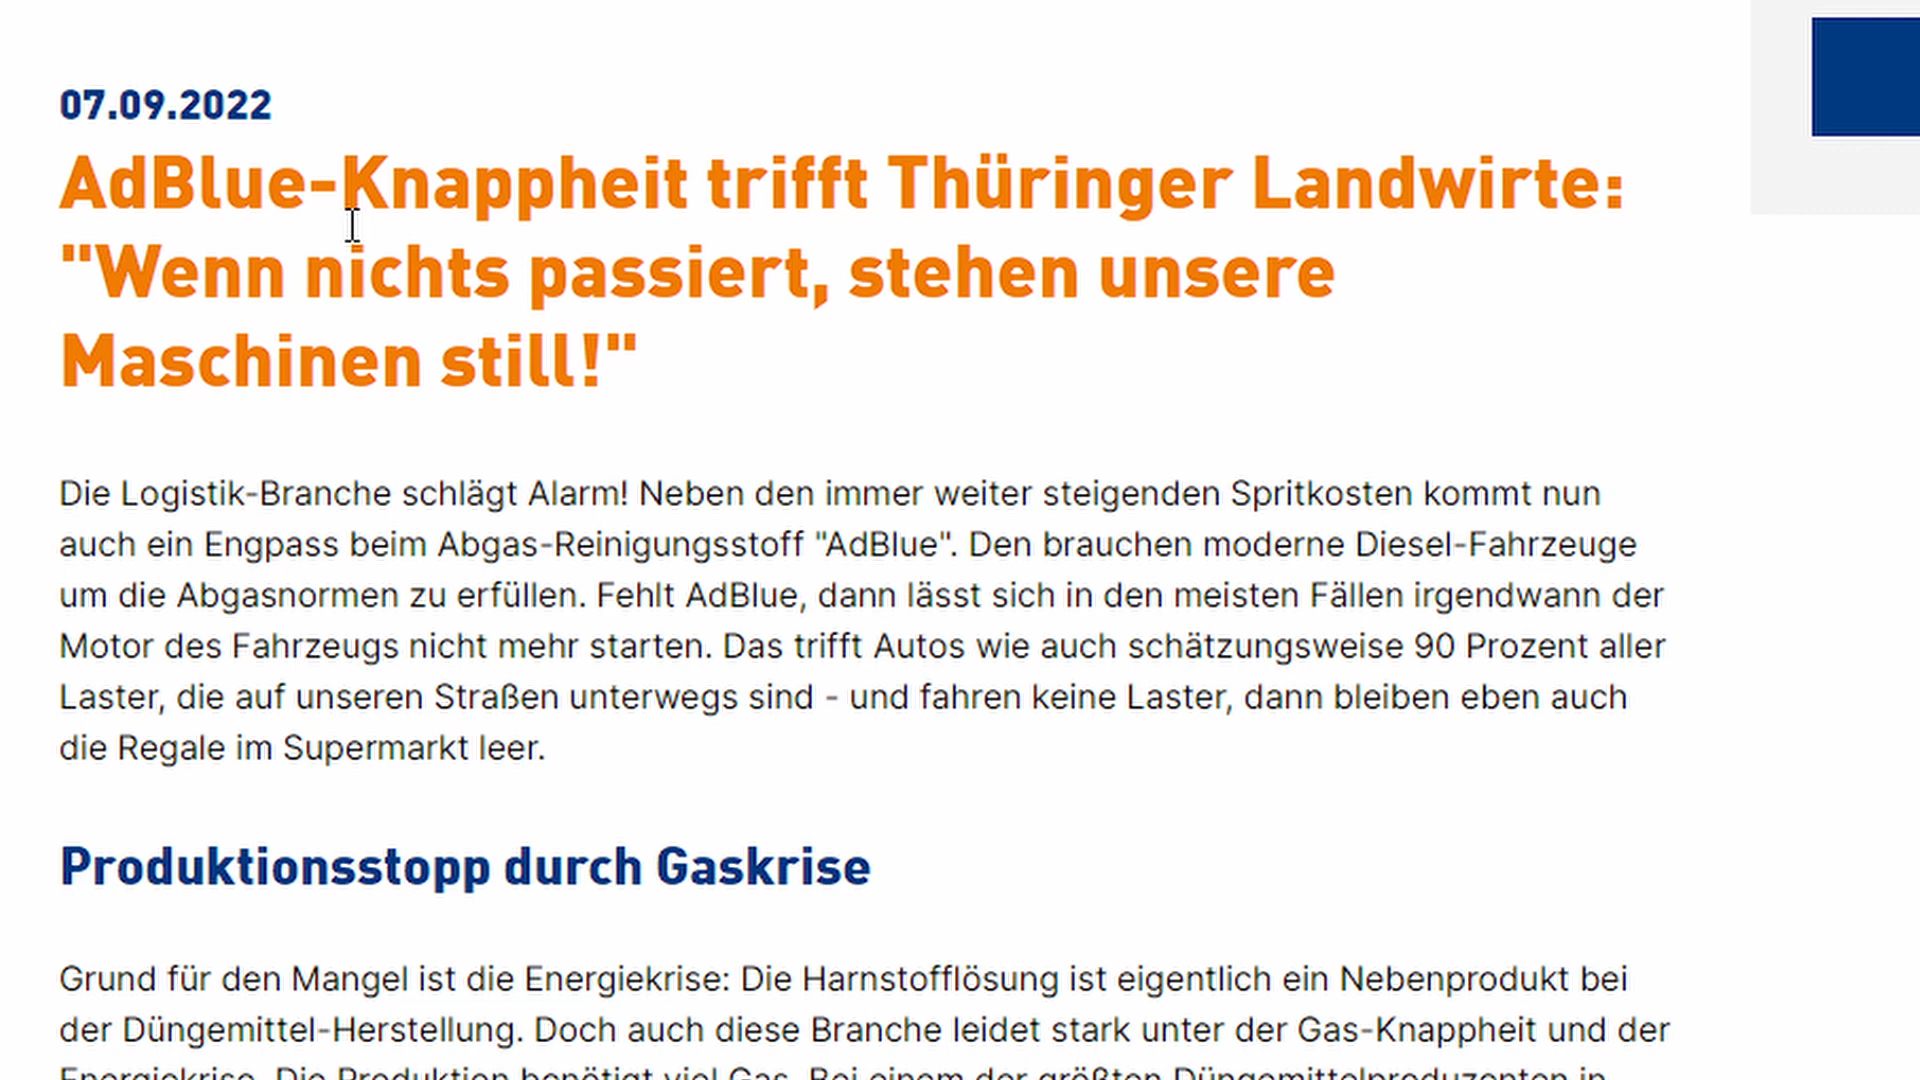 07.09.2022
AdBlue-Knappheit trifft Thüringer Landwirte:
"Wenn nichts passiert, stehen unsere
Maschinen still!"
Die Logistik-Branche schlägt Alarm! Neben den immer weiter steigenden Spritkosten kommt nun
auch ein Engpass beim Abgas-Reinigungsstoff "AdBlue". Den brauchen moderne Diesel-Fahrzeuge
um die Abgasnormen zu erfüllen. Fehlt AdBlue, dann lässt sich in den meisten Fällen irgendwann der
Motor des Fahrzeugs nicht mehr starten. Das trifft Autos wie auch schätzungsweise 90 Prozent aller
Laster, die auf unseren Straßen unterwegs sind - und fahren keine Laster, dann bleiben eben auch
die Regale im Supermarkt leer.
Produktionsstopp durch Gaskrise
Grund für den Mangel ist die Energiekrise: Die Harnstofflösung ist eigentlich ein Nebenprodukt bei
der Düngemittel-Herstellung. Doch auch diese Branche leidet stark unter der Gas-Knappheit und der
Energiekrise. Die Produktion benötigt viel Gas. Bei einem der größten Düngemittelproduzenten in